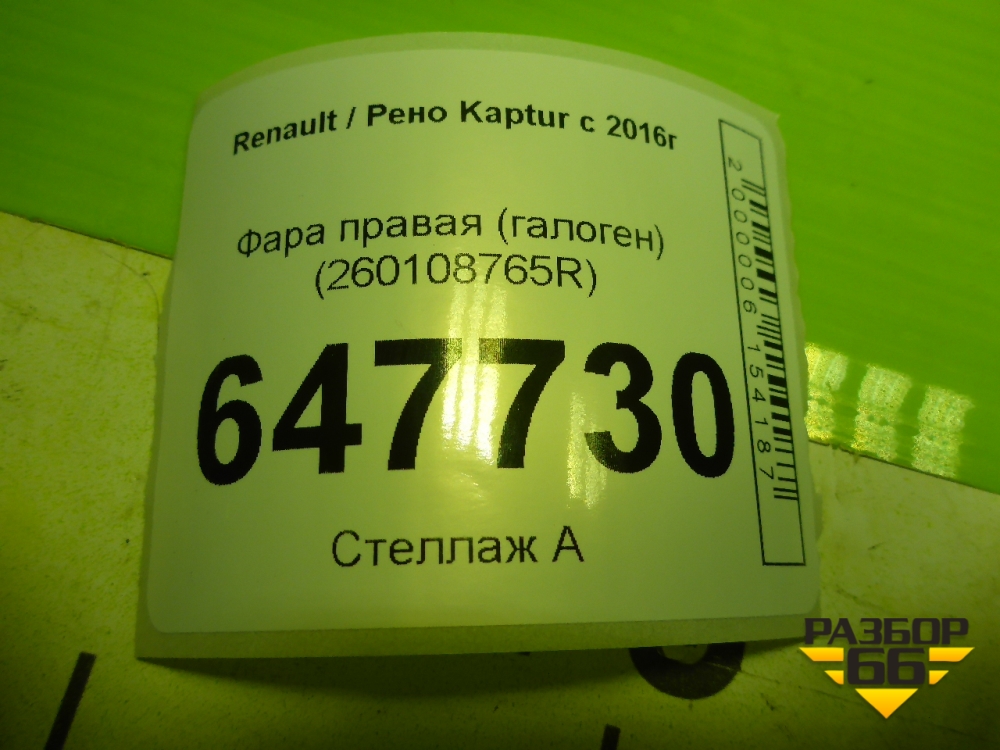 Renault / Рено Kaptur с 2016г
Фара правая (галоген)
(260108765R)
647730
Стеллаж А
2000006154187
РАЗБОР
66